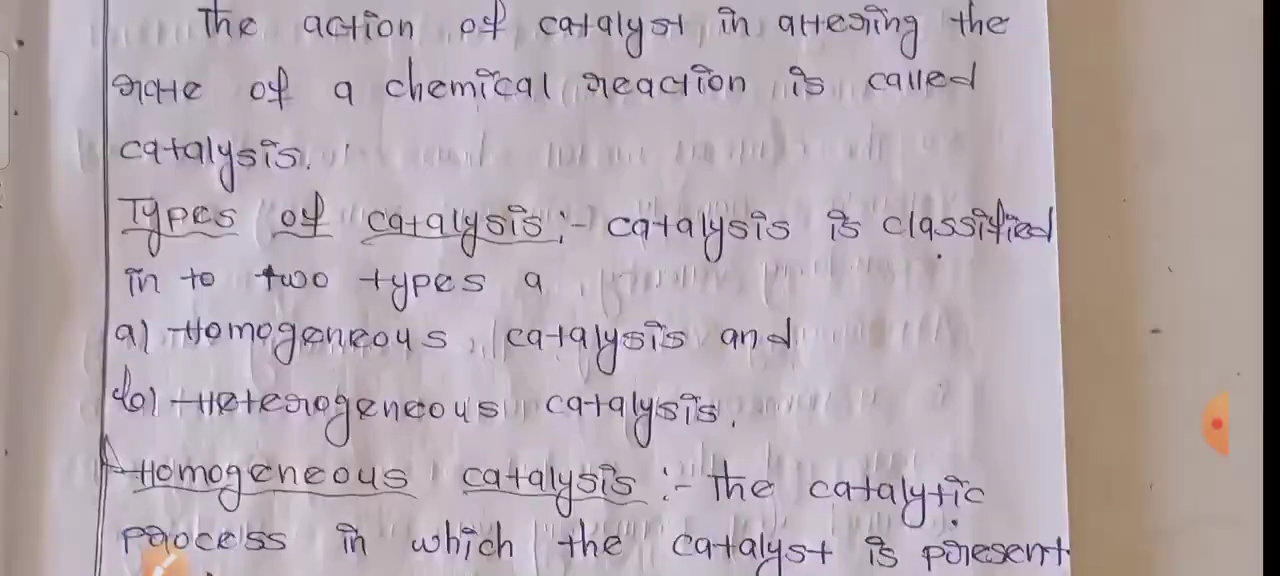 The action of catalyst in altering the
rate of a chemical reaction is called
catalysis.
Types of catalysis :- catalysis is classified
in to two types a
a) Homogeneous catalysis and
b) Heterogeneous catalysis.
Homogeneous catalysis :- The catalytic
process in which the catalyst is present